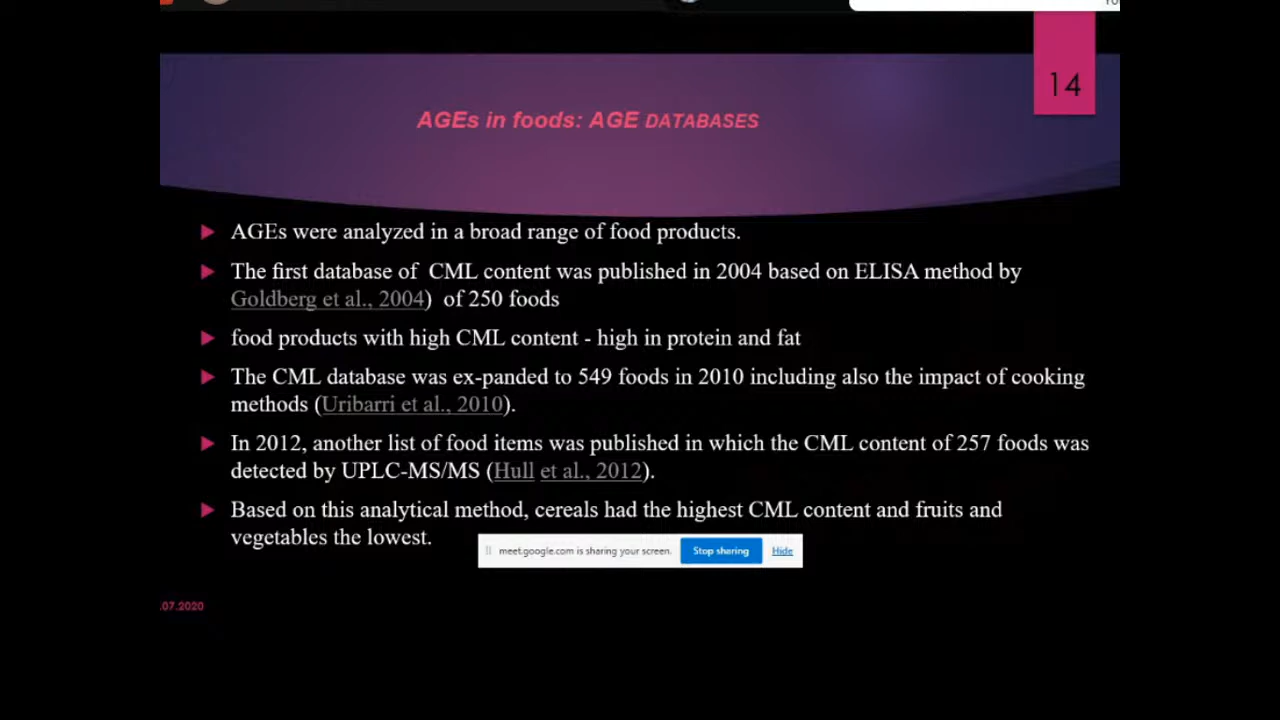 14
AGEs in foods: AGE DATABASES
AGEs were analyzed in a broad range of food products.
The first database of CML content was published in 2004 based on ELISA method by
Goldberg et al., 2004) of 250 foods
food products with high CML content - high in protein and fat
The CML database was ex-panded to 549 foods in 2010 including also the impact of cooking
methods (Uribarri et al., 2010).
In 2012, another list of food items was published in which the CML content of 257 foods was
detected by UPLC-MS/MS (Hull et al., 2012).
Based on this analytical method, cereals had the highest CML content and fruits and
vegetables the lowest.
meet.google.com is sharing your screen. Stop sharing Hide
.07.2020